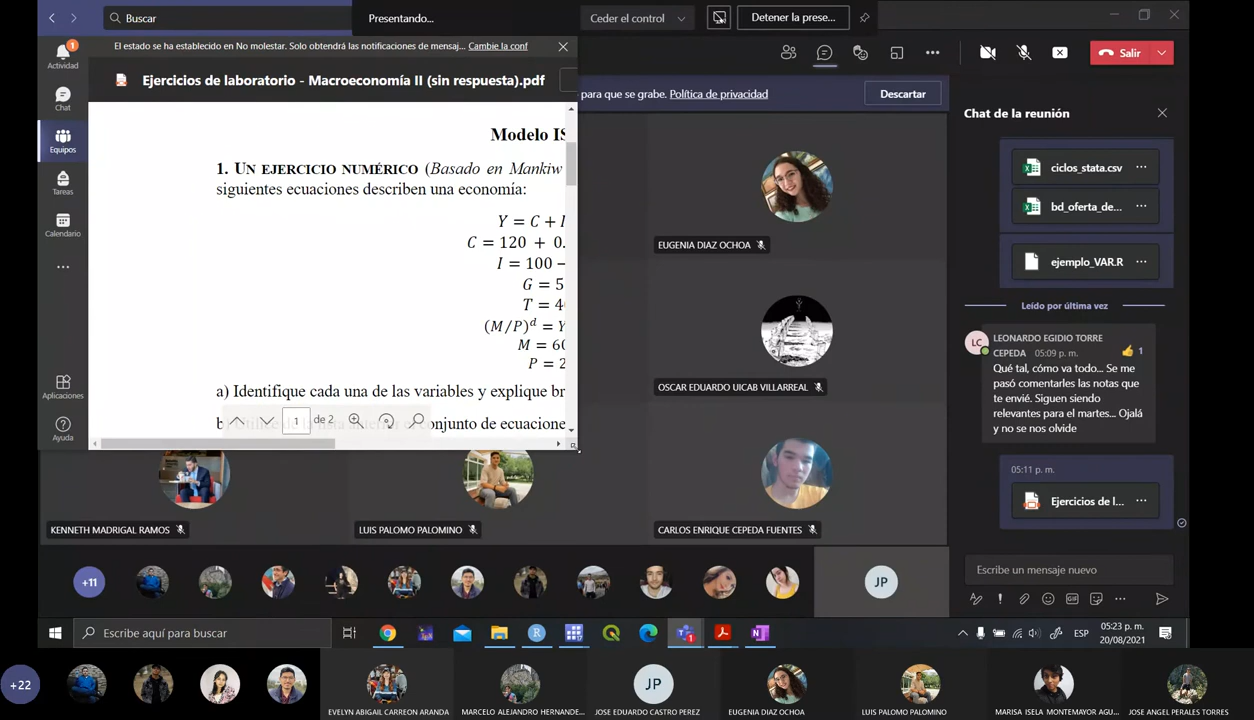 Buscar
Presentando...
Ceder el control
Detener la prese...
El estado se ha establecido en No molestar. Solo obtendrá las notificaciones de mensaj... Cambie la conf
Actividad
1
Chat
Equipos
Tareas
Calendario
Aplicaciones
Ayuda
Ejercicios de laboratorio - Macroeconomía II (sin respuesta).pdf
Modelo IS
1. UN EJERCICIO NUMÉRICO (Basado en Mankiw
siguientes ecuaciones describen una economía:
Y = C + I
C = 120 + 0.
I = 100 −
G = 5
T = 4
(M/P)ᵈ = Y
M = 60
P = 2
a) Identifique cada una de las variables y explique br
conjunto de ecuacione
1 de 2
Salir
para que se grabe. Política de privacidad
Descartar
EUGENIA DIAZ OCHOA
OSCAR EDUARDO UICAB VILLARREAL
KENNETH MADRIGAL RAMOS
LUIS PALOMO PALOMINO
CARLOS ENRIQUE CEPEDA FUENTES
+11
JP
Chat de la reunión
ciclos_stata.csv
bd_oferta_de...
ejemplo_VAR.R
Leído por última vez
LC
LEONARDO EGIDIO TORRE
CEPEDA 05:09 p. m.
1
Qué tal, cómo va todo... Se me
pasó comentarles las notas que
te envié. Siguen siendo
relevantes para el martes... Ojalá
y no se nos olvide
05:11 p. m.
Ejercicios de l...
Escribe un mensaje nuevo
GIF
Escribe aquí para buscar
ESP
05:23 p. m.
20/08/2021
+22
EVELYN ABIGAIL CARREON ARANDA
MARCELO ALEJANDRO HERNANDE...
JP
JOSE EDUARDO CASTRO PEREZ
EUGENIA DIAZ OCHOA
LUIS PALOMO PALOMINO
MARISA ISELA MONTEMAYOR AGU...
JOSE ANGEL PERALES TORRES